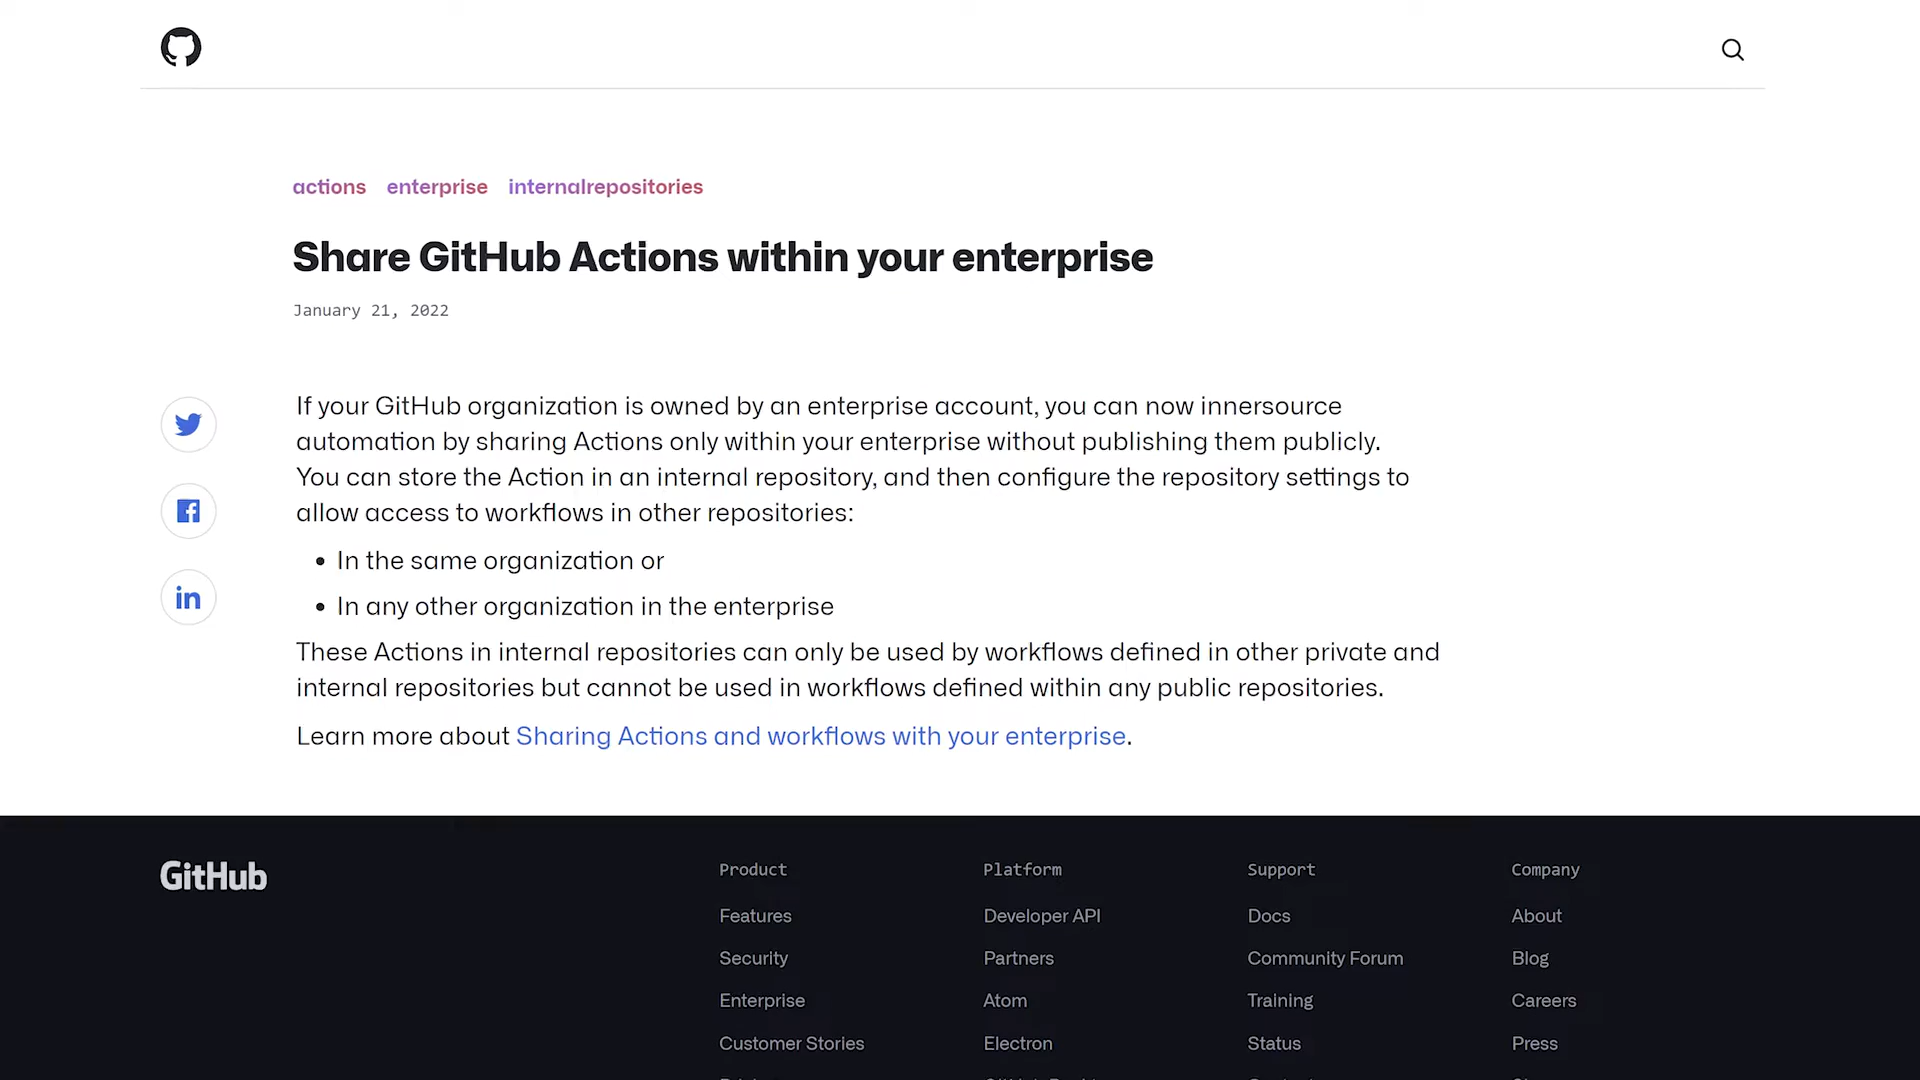 actions enterprise internalrepositories
Share GitHub Actions within your enterprise
January 21, 2022
If your GitHub organization is owned by an enterprise account, you can now innersource
automation by sharing Actions only within your enterprise without publishing them publicly.
You can store the Action in an internal repository, and then configure the repository settings to
allow access to workflows in other repositories:
• In the same organization or
• In any other organization in the enterprise
These Actions in internal repositories can only be used by workflows defined in other private and
internal repositories but cannot be used in workflows defined within any public repositories.
Learn more about Sharing Actions and workflows with your enterprise.
GitHub
Product
Features
Security
Enterprise
Customer Stories
Platform
Developer API
Partners
Atom
Electron
Support
Docs
Community Forum
Training
Status
Company
About
Blog
Careers
Press